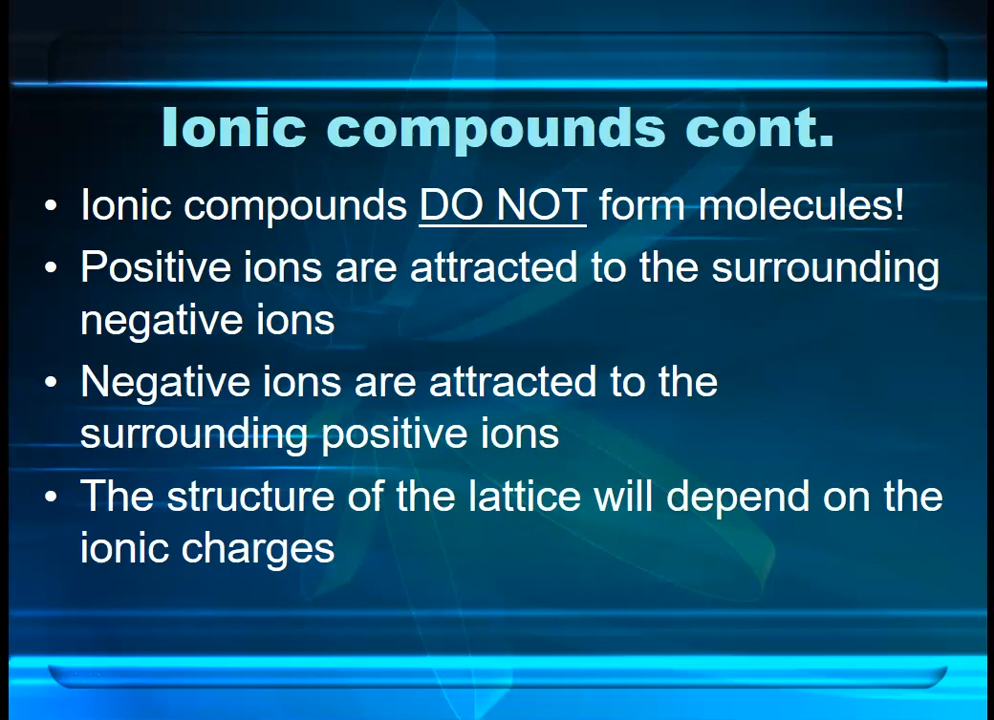 Ionic compounds cont.
• Ionic compounds DO NOT form molecules!
• Positive ions are attracted to the surrounding
negative ions
• Negative ions are attracted to the
surrounding positive ions
• The structure of the lattice will depend on the
ionic charges